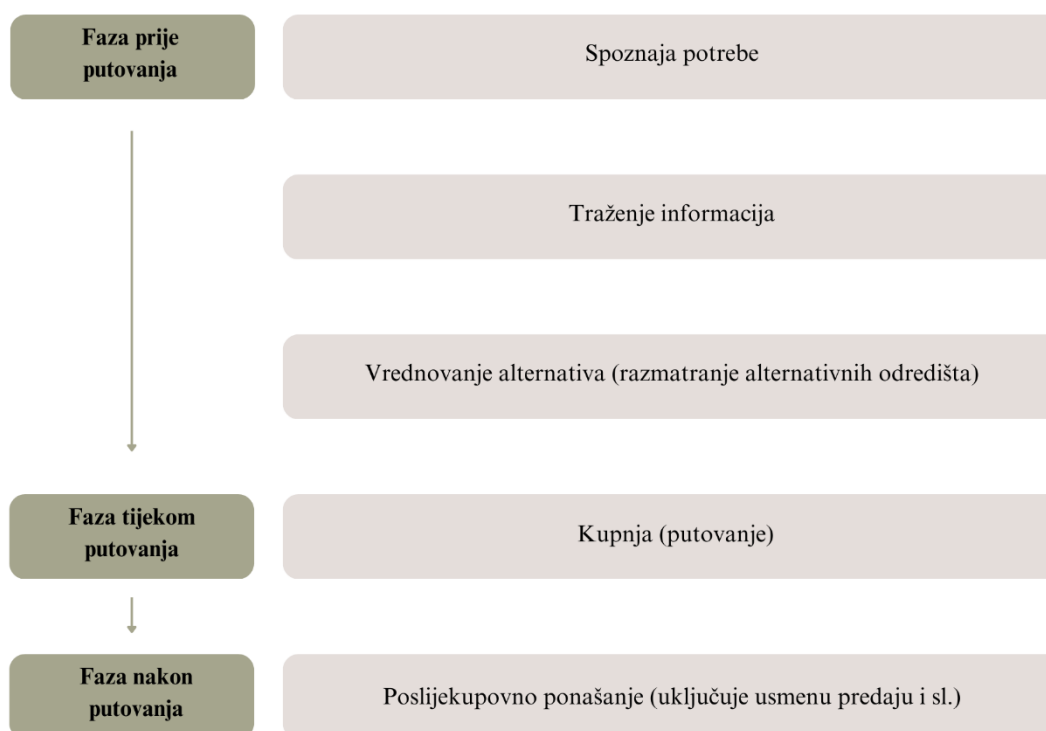 Faza prije
putovanja
Spoznaja potrebe
Traženje informacija
Vrednovanje alternativa (razmatranje alternativnih odredišta)
Faza tijekom
putovanja
Kupnja (putovanje)
Faza nakon
putovanja
Poslijekupovno ponašanje (uključuje usmenu predaju i sl.)